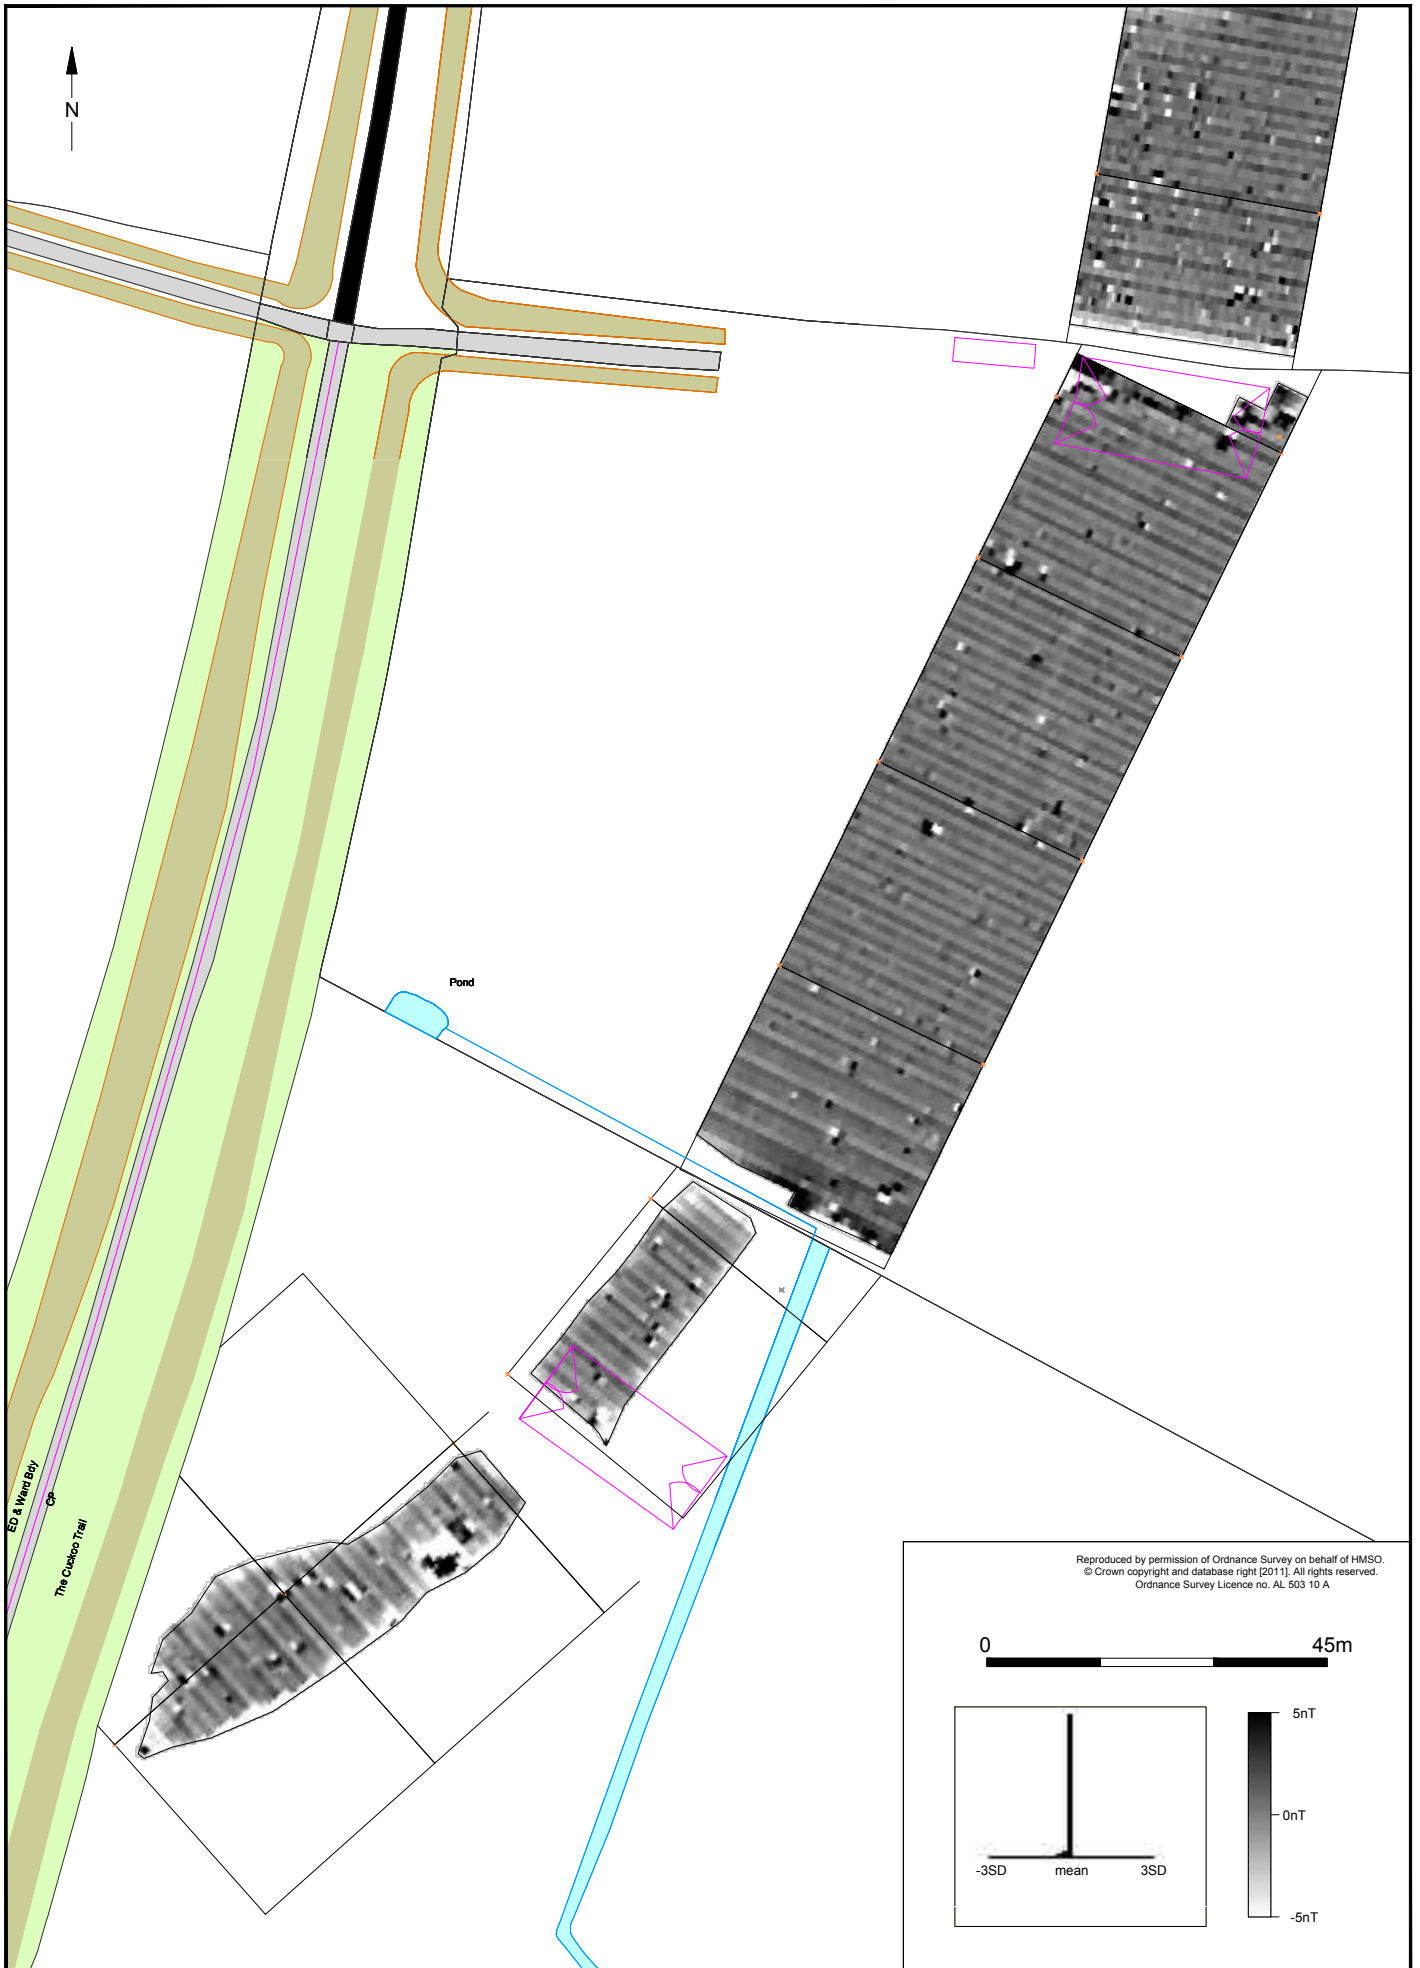 N
Pond
ED & Ward Bdy
CP
The Cuckoo Trail
Reproduced by permission of Ordnance Survey on behalf of HMSO.
© Crown copyright and database right [2011]. All rights reserved.
Ordnance Survey Licence no. AL 503 10 A
0 45m
5nT
0nT
-5nT
-3SD mean 3SD